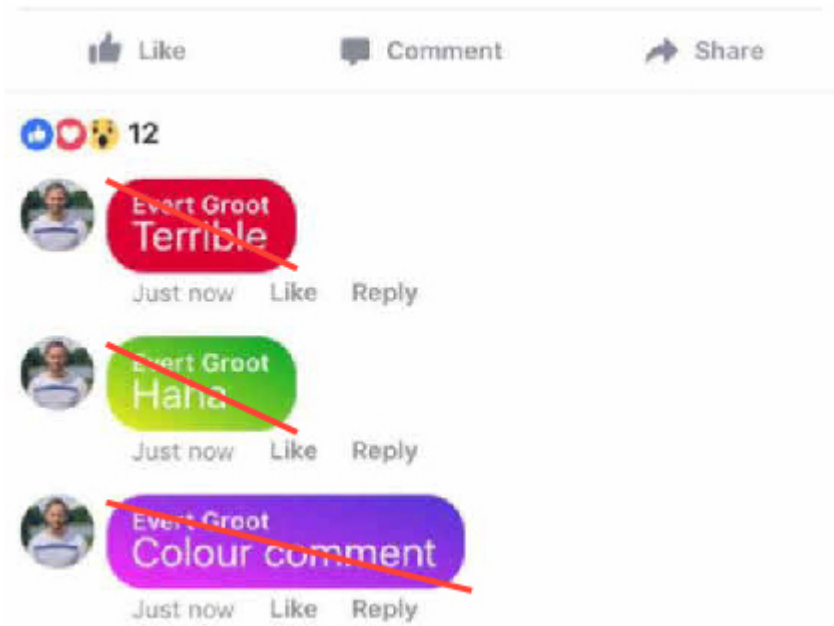 Like Comment Share
12
Evert Groot
Terrible
Just now Like Reply
Evert Groot
Haha
Just now Like Reply
Evert Groot
Colour comment
Just now Like Reply